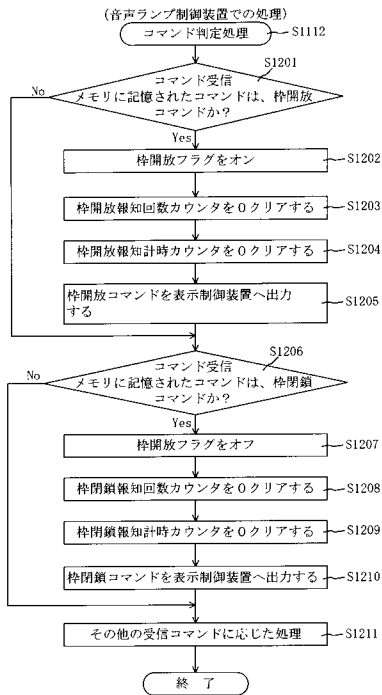 (音声ランプ制御装置での処理)
コマンド判定処理
S1112
S1201
コマンド受信
メモリに記憶されたコマンドは、枠開放
コマンドか?
No
Yes
枠開放フラグをオン
S1202
枠開放報知回数カウンタを0クリアする
S1203
枠開放報知計時カウンタを0クリアする
S1204
枠開放コマンドを表示制御装置へ出力
する
S1205
S1206
コマンド受信
メモリに記憶されたコマンドは、枠閉鎖
コマンドか?
No
Yes
枠開放フラグをオフ
S1207
枠閉鎖報知回数カウンタを0クリアする
S1208
枠閉鎖報知計時カウンタを0クリアする
S1209
枠閉鎖コマンドを表示制御装置へ出力する
S1210
その他の受信コマンドに応じた処理
S1211
終 了